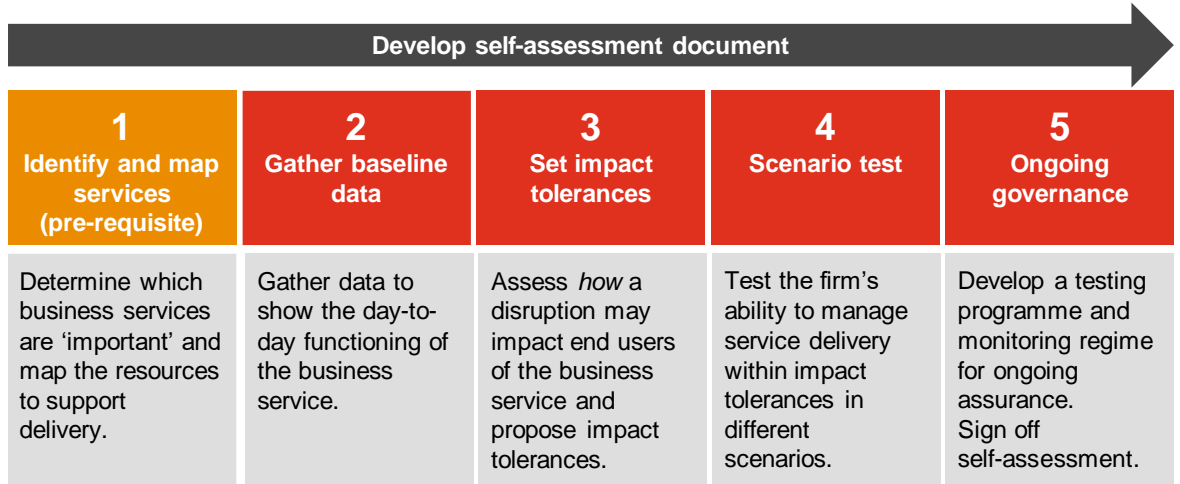 Develop self-assessment document
1
Identify and map
services
(pre-requisite)
2
Gather baseline
data
3
Set impact
tolerances
4
Scenario test
5
Ongoing
governance
Determine which
business services
are ‘important’ and
map the resources
to support
delivery.
Gather data to
show the day-to-
day functioning of
the business
service.
Assess how a
disruption may
impact end users
of the business
service and
propose impact
tolerances.
Test the firm’s
ability to manage
service delivery
within impact
tolerances in
different
scenarios.
Develop a testing
programme and
monitoring regime
for ongoing
assurance.
Sign off
self-assessment.